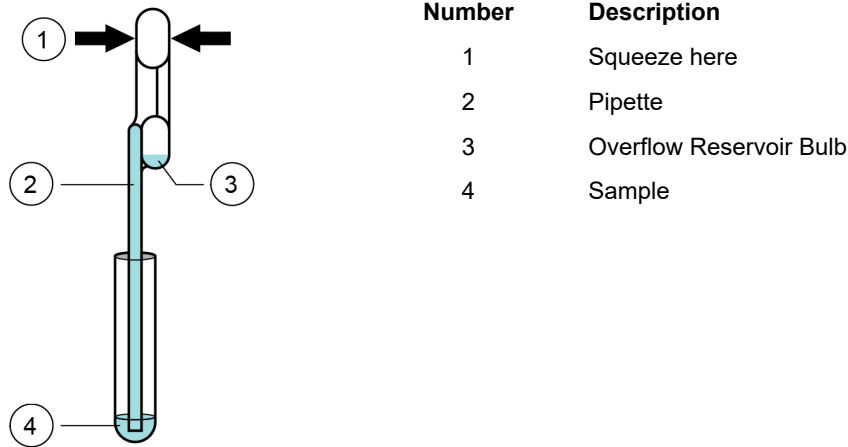 Number Description
1 Squeeze here
2 Pipette
3 Overflow Reservoir Bulb
4 Sample
1
2
3
4